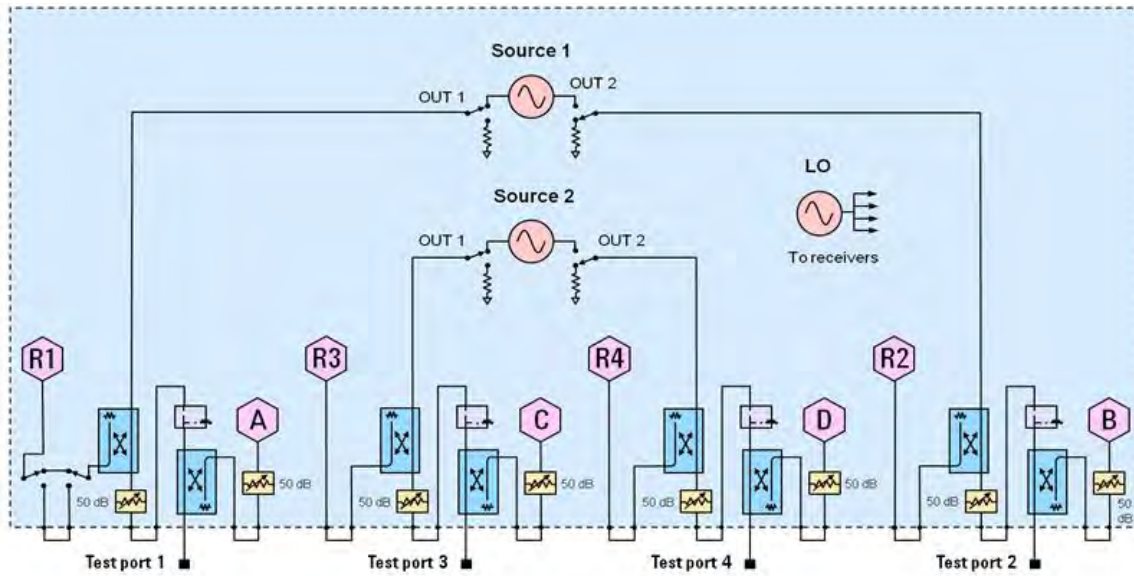 Source 1
OUT 1
OUT 2
LO
Source 2
OUT 1
OUT 2
To receivers
R1
R3
R4
R2
A
C
D
B
50 dB
50 dB
50 dB
50 dB
50 dB
50 dB
50 dB
50 dB
Test port 1
Test port 3
Test port 4
Test port 2